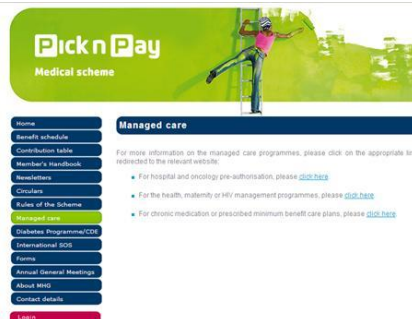 Pick n Pay
Medical scheme
Home
Benefit schedule
Contribution table
Member's Handbook
Newsletters
Circulars
Rules of the Scheme
Managed care
Diabetes Programme/CDE
International SOS
Forms
Annual General Meetings
About MHG
Contact details
Login
Managed care
For more information on the managed care programmes, please click on the appropriate
redirected to the relevant website:
For hospital and oncology pre-authorisation, please click here
For the health, maternity or HIV management programmes, please click here
For chronic medication or prescribed minimum benefit care plans, please click here